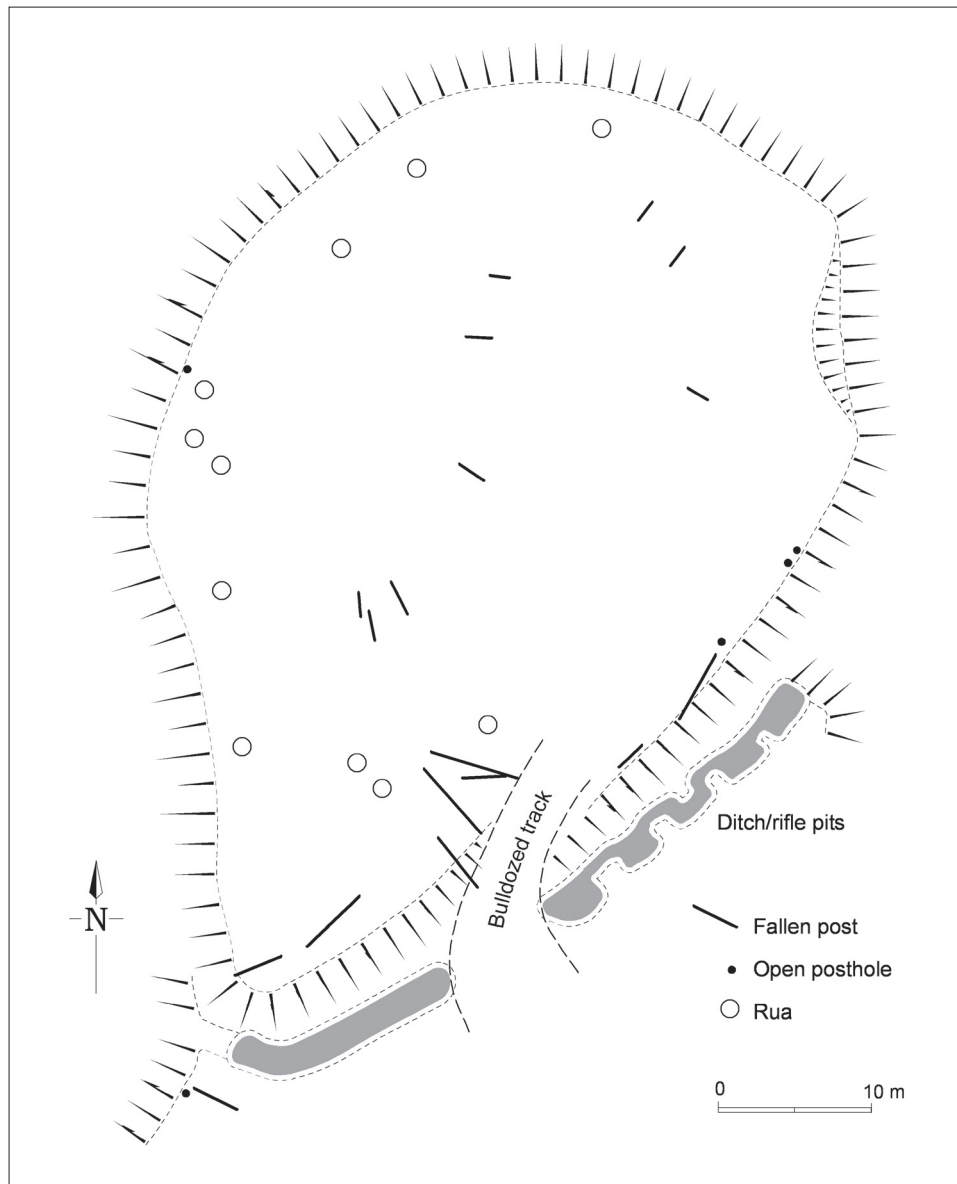 Bulldozed track
Ditch/rifle pits
N
Fallen post
Open posthole
Rua
0 10 m